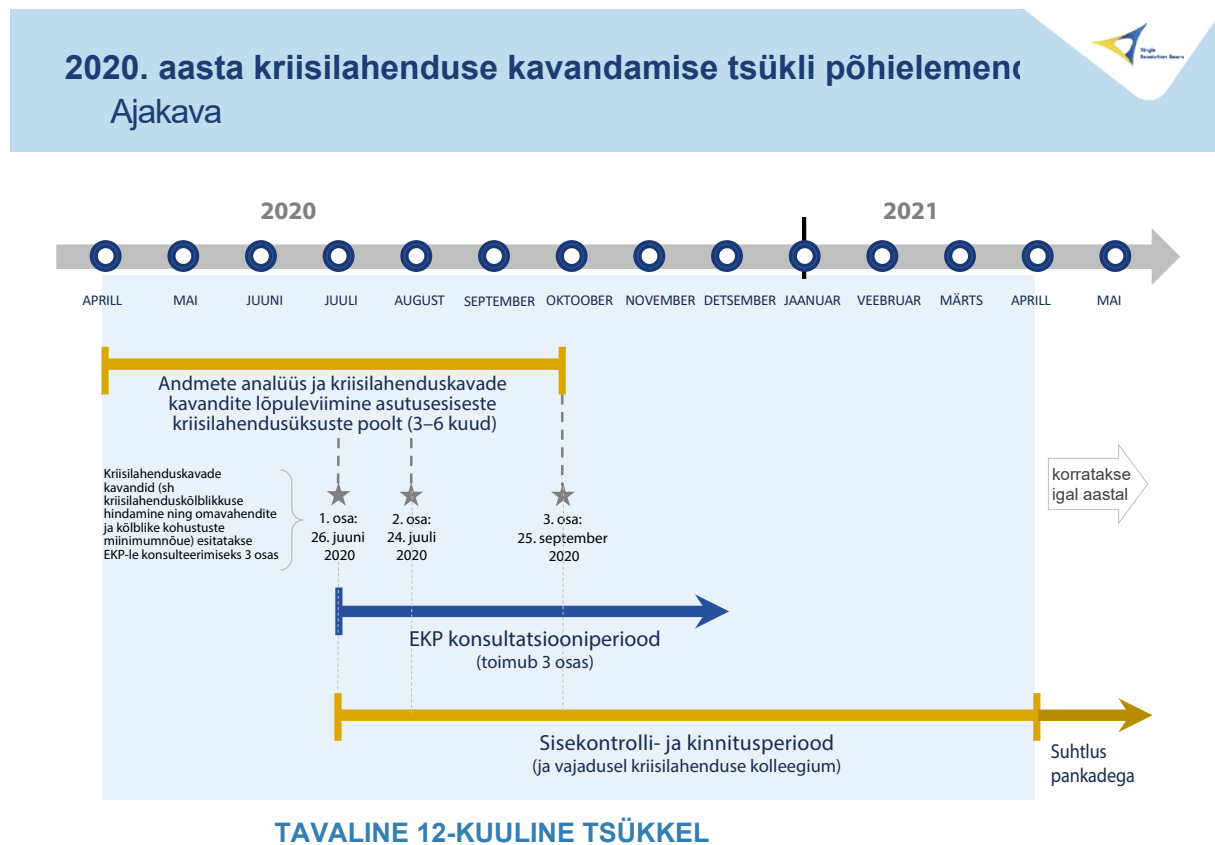 2020. aasta kriisilahenduse kavandamise tsükli põhielemend
Ajakava
Single
Resolution Board
2020
2021
APRILL MAI JUUNI JUULI AUGUST SEPTEMBER OKTOOBER NOVEMBER DETSEMBER JAANUAR VEEBRUAR MÄRTS APRILL MAI
Andmete analüüs ja kriisilahenduskavade
kavandite lõpuleviimine asutusesiseste
kriisilahendusüksuste poolt (3–6 kuud)
Kriisilahenduskavade
kavandid (sh
kriisilahenduskõlblikkuse
hindamine ning omavahendite
ja kõlblike kohustuste
miinimumnõue) esitatakse
EKP-le konsulteerimiseks 3 osas
1. osa:
26. juuni
2020
2. osa:
24. juuli
2020
3. osa:
25. september
2020
korratakse
igal aastal
EKP konsultatsiooniperiood
(toimub 3 osas)
Sisekontrolli- ja kinnitusperiood
(ja vajadusel kriisilahenduse kolleegium)
Suhtlus
pankadega
TAVALINE 12-KUULINE TSÜKKEL